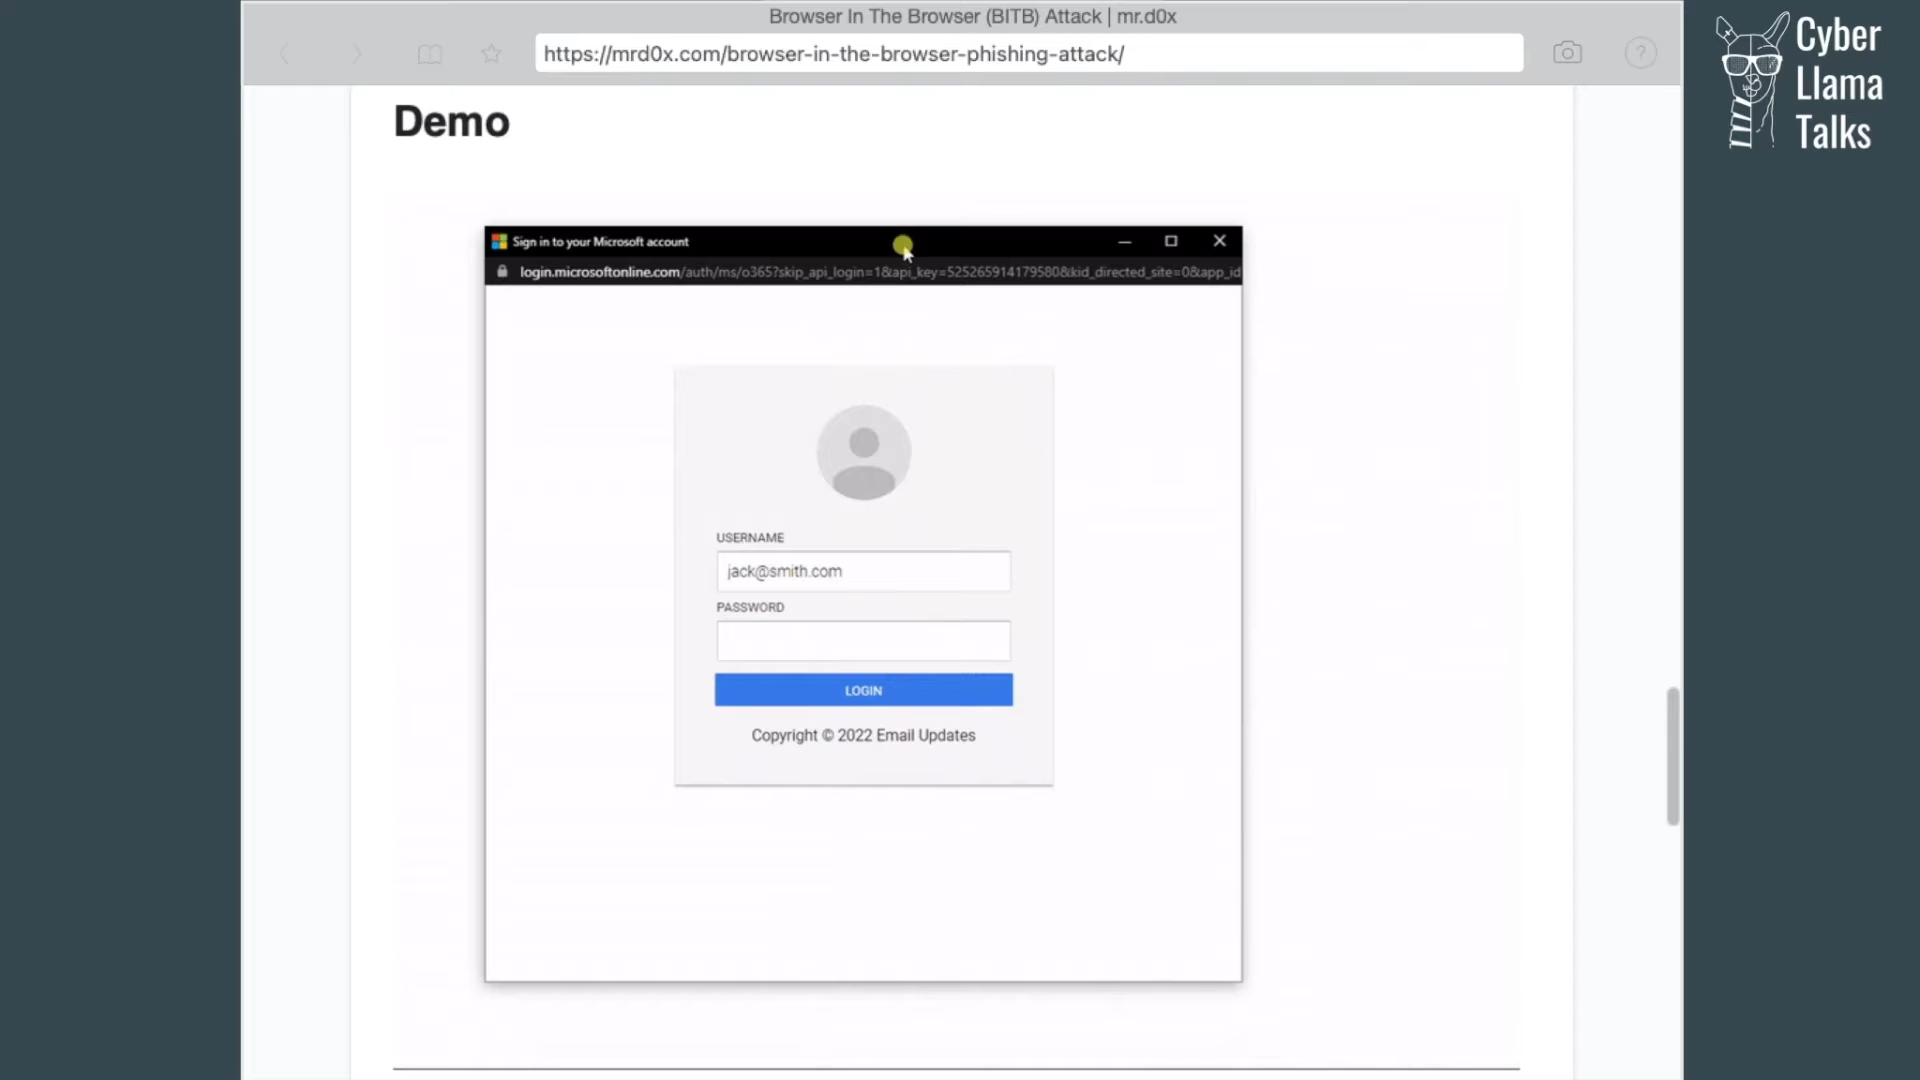 Browser In The Browser (BITB) Attack | mr.d0x
https://mrd0x.com/browser-in-the-browser-phishing-attack/
Cyber
Llama
Talks
Demo
Sign in to your Microsoft account
login.microsoftonline.com/auth/ms/o365?skip_api_login=1&api_key=5252659141795808&kid_directed_site=0&app_id
USERNAME
jack@smith.com
PASSWORD
LOGIN
Copyright © 2022 Email Updates